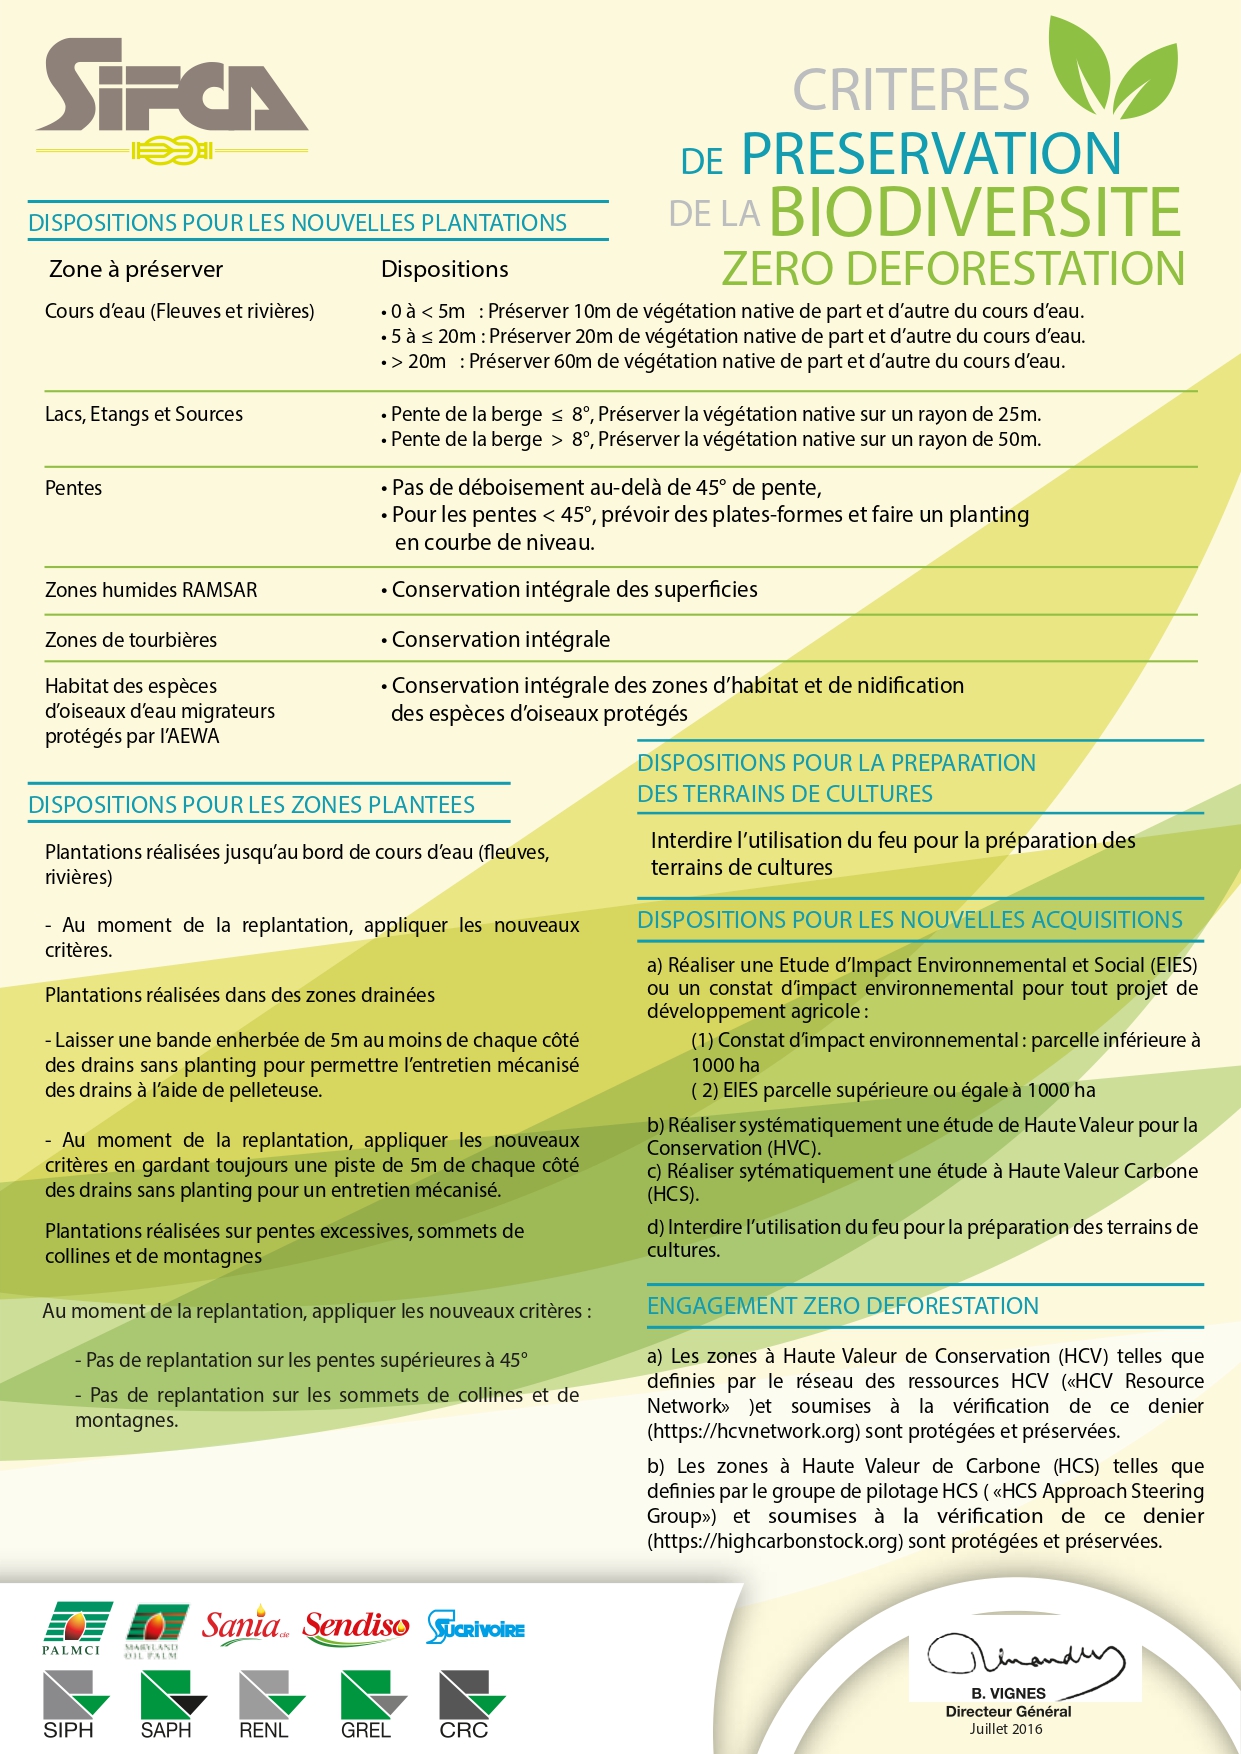 SIFCA
CRITERES
DE PRESERVATION
DE LA BIODIVERSITE
ZERO DEFORESTATION
DISPOSITIONS POUR LES NOUVELLES PLANTATIONS
Zone à préserver Dispositions
Cours d’eau (Fleuves et rivières) • 0 à < 5m : Préserver 10m de végétation native de part et d’autre du cours d’eau.
• 5 à ≤ 20m : Préserver 20m de végétation native de part et d’autre du cours d’eau.
• > 20m : Préserver 60m de végétation native de part et d’autre du cours d’eau.
Lacs, Etangs et Sources • Pente de la berge ≤ 8°, Préserver la végétation native sur un rayon de 25m.
• Pente de la berge > 8°, Préserver la végétation native sur un rayon de 50m.
Pentes • Pas de déboisement au-delà de 45° de pente,
• Pour les pentes < 45°, prévoir des plates-formes et faire un planting
en courbe de niveau.
Zones humides RAMSAR • Conservation intégrale des superficies
Zones de tourbières • Conservation intégrale
Habitat des espèces • Conservation intégrale des zones d’habitat et de nidification
d’oiseaux d’eau migrateurs des espèces d’oiseaux protégés
protégés par l’AEWA
DISPOSITIONS POUR LES ZONES PLANTEES
Plantations réalisées jusqu’au bord de cours d’eau (fleuves,
rivières)
- Au moment de la replantation, appliquer les nouveaux
critères.
Plantations réalisées dans des zones drainées
- Laisser une bande enherbée de 5m au moins de chaque côté
des drains sans planting pour permettre l’entretien mécanisé
des drains à l’aide de pelleteuse.
- Au moment de la replantation, appliquer les nouveaux
critères en gardant toujours une piste de 5m de chaque côté
des drains sans planting pour un entretien mécanisé.
Plantations réalisées sur pentes excessives, sommets de
collines et de montagnes
Au moment de la replantation, appliquer les nouveaux critères :
- Pas de replantation sur les pentes supérieures à 45°
- Pas de replantation sur les sommets de collines et de
montagnes.
DISPOSITIONS POUR LA PREPARATION
DES TERRAINS DE CULTURES
Interdire l’utilisation du feu pour la préparation des
terrains de cultures
DISPOSITIONS POUR LES NOUVELLES ACQUISITIONS
a) Réaliser une Etude d’Impact Environnemental et Social (EIES)
ou un constat d’impact environnemental pour tout projet de
développement agricole :
(1) Constat d’impact environnemental : parcelle inférieure à
1000 ha
( 2) EIES parcelle supérieure ou égale à 1000 ha
b) Réaliser systématiquement une étude de Haute Valeur pour la
Conservation (HVC).
c) Réaliser sytématiquement une étude à Haute Valeur Carbone
(HCS).
d) Interdire l’utilisation du feu pour la préparation des terrains de
cultures.
ENGAGEMENT ZERO DEFORESTATION
a) Les zones à Haute Valeur de Conservation (HCV) telles que
definies par le réseau des ressources HCV («HCV Resource
Network» )et soumises à la vérification de ce denier
(https://hcvnetwork.org) sont protégées et préservées.
b) Les zones à Haute Valeur de Carbone (HCS) telles que
definies par le groupe de pilotage HCS ( «HCS Approach Steering
Group») et soumises à la vérification de ce denier
(https://highcarbonstock.org) sont protégées et préservées.
PALMCI MARYLAND OIL PALM Sania cie Sendiso SUCRIVOIRE
SIPH SAPH RENL GREL CRC
B. VIGNES
Directeur Général
Juillet 2016